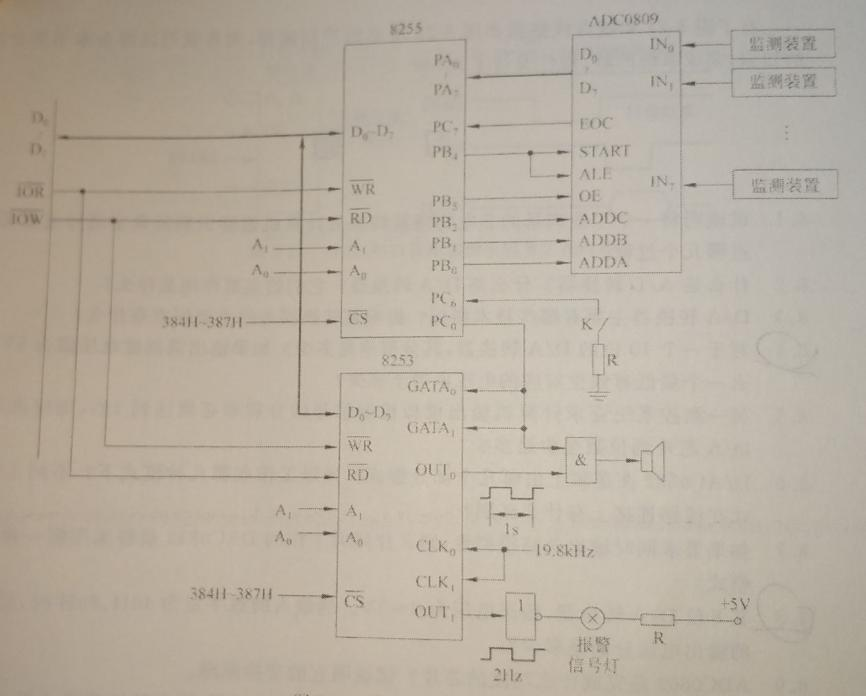 8255
ADC0809
PA₀
PA₇
D₀
D₇
IN₀
监测装置
IN₁
监测装置
D₀
D₇
D₀~D₇
PC₇
EOC
PB₄
START
ALE
IN₇
监测装置
IOR
WR
PB₅
OE
IOW
RD
PB₂
ADDC
A₁
A₁
PB₁
ADDB
A₀
A₀
PB₀
ADDA
PC₆
384H~387H
CS
PC₀
K
R
8253
GATA₀
D₀~D₇
GATA₁
WR
&
RD
OUT₀
A₁
A₁
1s
A₀
A₀
CLK₀
19.8kHz
CLK₁
384H~387H
CS
OUT₁
1
+5V
R
报警
信号灯
2Hz